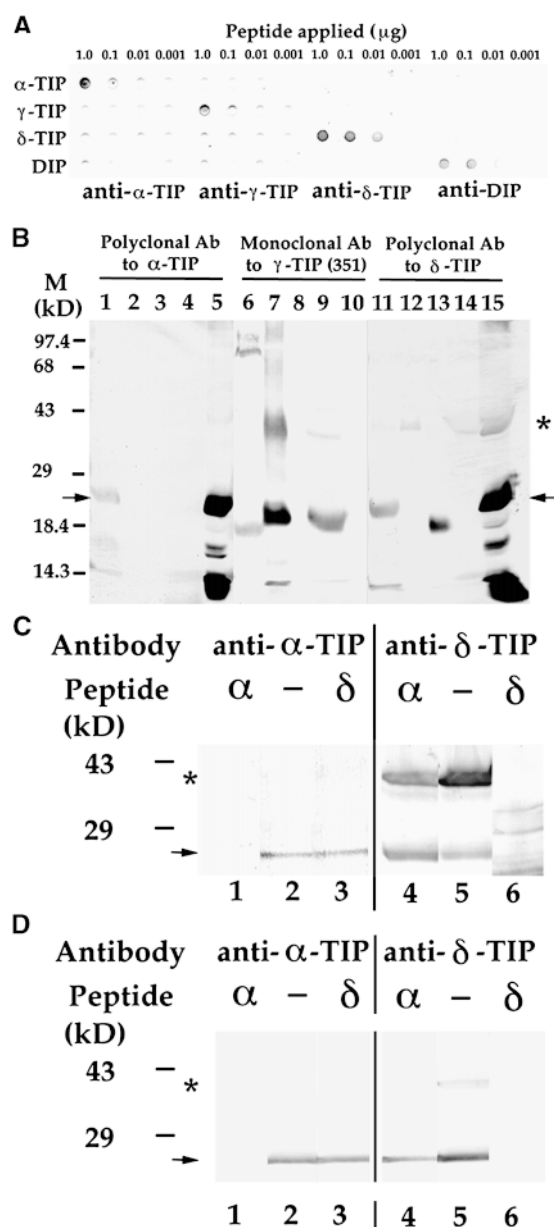 A
Peptide applied (μg)
1.0 0.1 0.01 0.001 1.0 0.1 0.01 0.001 1.0 0.1 0.01 0.001 1.0 0.1 0.01 0.001
α-TIP
γ-TIP
δ-TIP
DIP
anti-α-TIP anti-γ-TIP anti-δ-TIP anti-DIP
B
Polyclonal Ab to α-TIP
Monoclonal Ab to γ-TIP (351)
Polyclonal Ab to δ-TIP
M (kD)
1 2 3 4 5 6 7 8 9 10 11 12 13 14 15
97.4
68
43
*
29
18.4
14.3
C
Antibody anti-α-TIP anti-δ-TIP
Peptide α – δ α – δ
(kD)
43
*
29
1 2 3 4 5 6
D
Antibody anti-α-TIP anti-δ-TIP
Peptide α – δ α – δ
(kD)
43
*
29
1 2 3 4 5 6